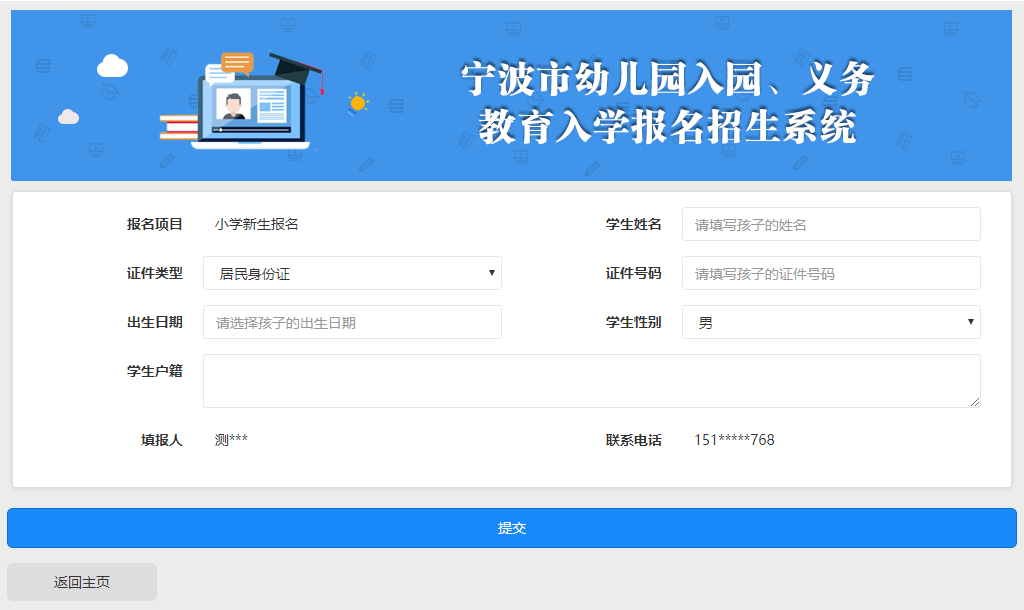 宁波市幼儿园入园、义务
教育入学报名招生系统
报名项目 小学新生报名 学生姓名 请填写孩子的姓名
证件类型 居民身份证 证件号码 请填写孩子的证件号码
出生日期 请选择孩子的出生日期 学生性别 男
学生户籍
填报人 测*** 联系电话 151*****768
提交
返回主页